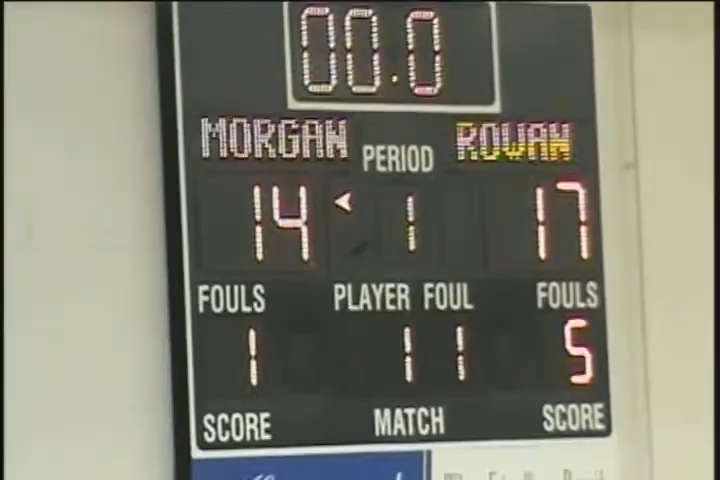 00.0
MORGAN PERIOD ROWAN
14 1 17
FOULS PLAYER FOUL FOULS
1 11 5
SCORE MATCH SCORE